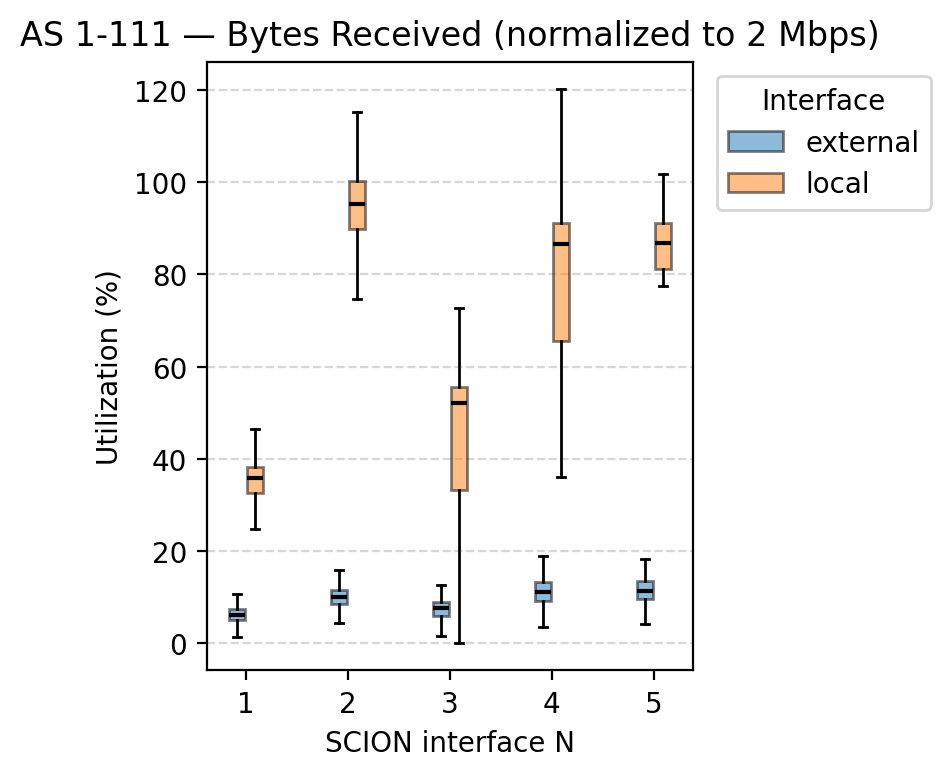 AS 1-111 — Bytes Received (normalized to 2 Mbps)
Interface
external
local
Utilization (%)
120
100
80
60
40
20
0
1 2 3 4 5
SCION interface N